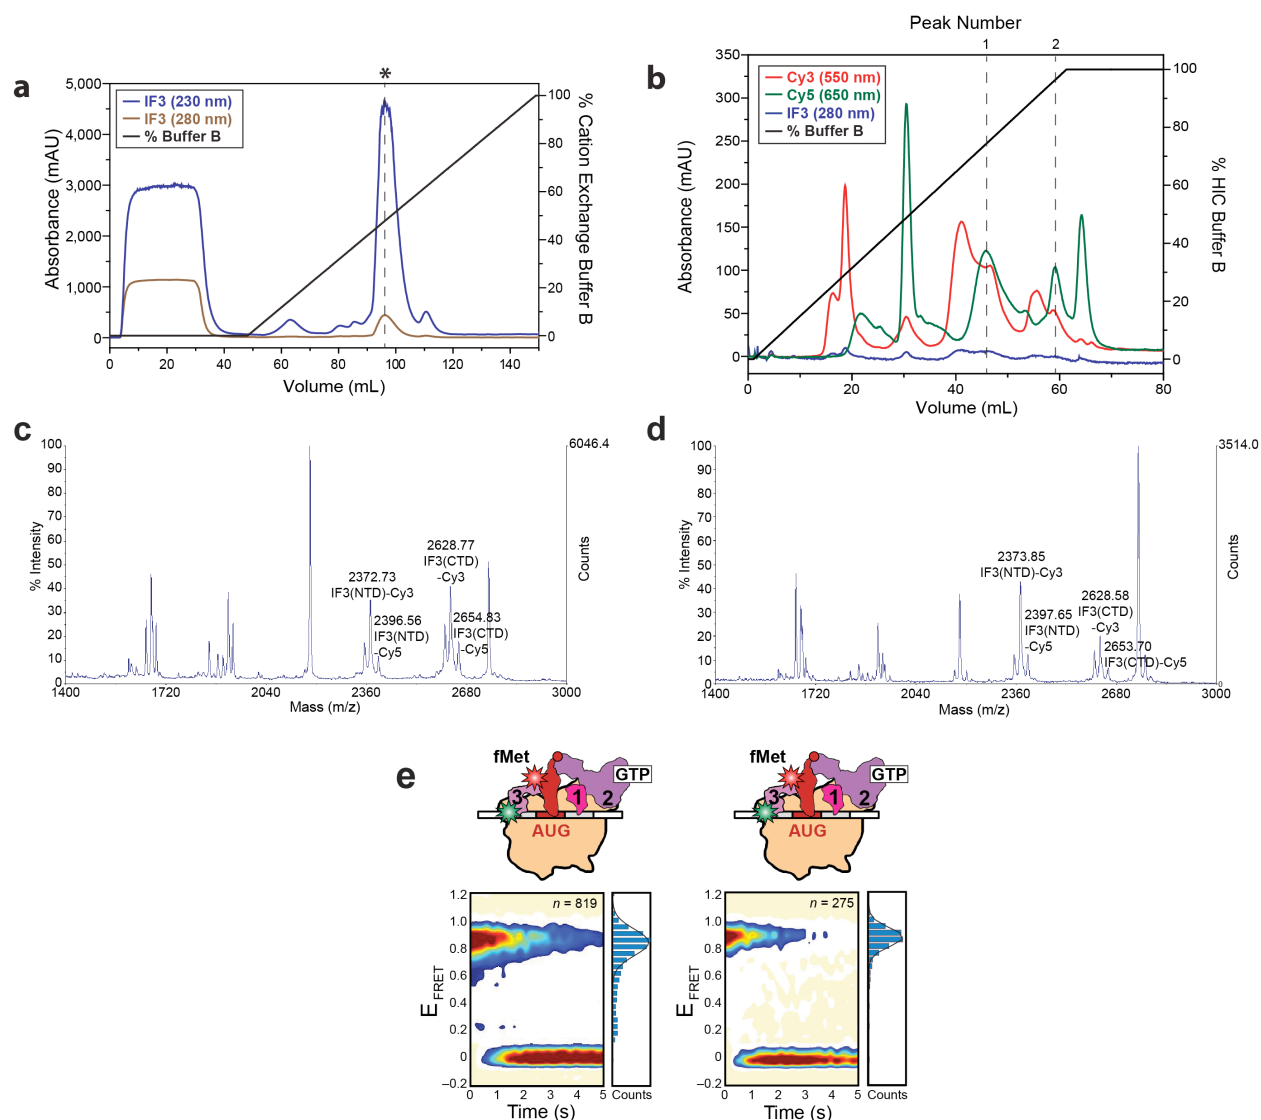 a
*
5,000
4,000
3,000
2,000
1,000
0
Absorbance (mAU)
IF3 (230 nm)
IF3 (280 nm)
% Buffer B
100
80
60
40
20
0
% Cation Exchange Buffer B
0 20 40 60 80 100 120 140
Volume (mL)
b
Peak Number
1 2
350
300
250
200
150
100
50
0
Absorbance (mAU)
Cy3 (550 nm)
Cy5 (650 nm)
IF3 (280 nm)
% Buffer B
100
80
60
40
20
0
% HIC Buffer B
0 20 40 60 80
Volume (mL)
c
100
90
80
70
60
50
40
30
20
10
0
% Intensity
6046.4
Counts
2372.73
IF3(NTD)-Cy3
2396.56
IF3(NTD)
-Cy5
2628.77
IF3(CTD)
-Cy3
2654.83
IF3(CTD)
-Cy5
1400 1720 2040 2360 2680 3000
Mass (m/z)
d
100
90
80
70
60
50
40
30
20
10
0
% Intensity
3514.0
Counts
0
2373.85
IF3(NTD)-Cy3
2397.65
IF3(NTD)
-Cy5
2628.58
IF3(CTD)
-Cy3
2653.70
IF3(CTD)-Cy5
1400 1720 2040 2360 2680 3000
Mass (m/z)
e
fMet
GTP
3 1 2
AUG
fMet
GTP
3 1 2
AUG
1.2
1.0
0.8
0.6
0.4
0.2
0
–0.2
EFRET
n = 819
0 1 2 3 4 5
Counts
Time (s)
1.2
1.0
0.8
0.6
0.4
0.2
0
–0.2
EFRET
n = 275
0 1 2 3 4 5
Counts
Time (s)